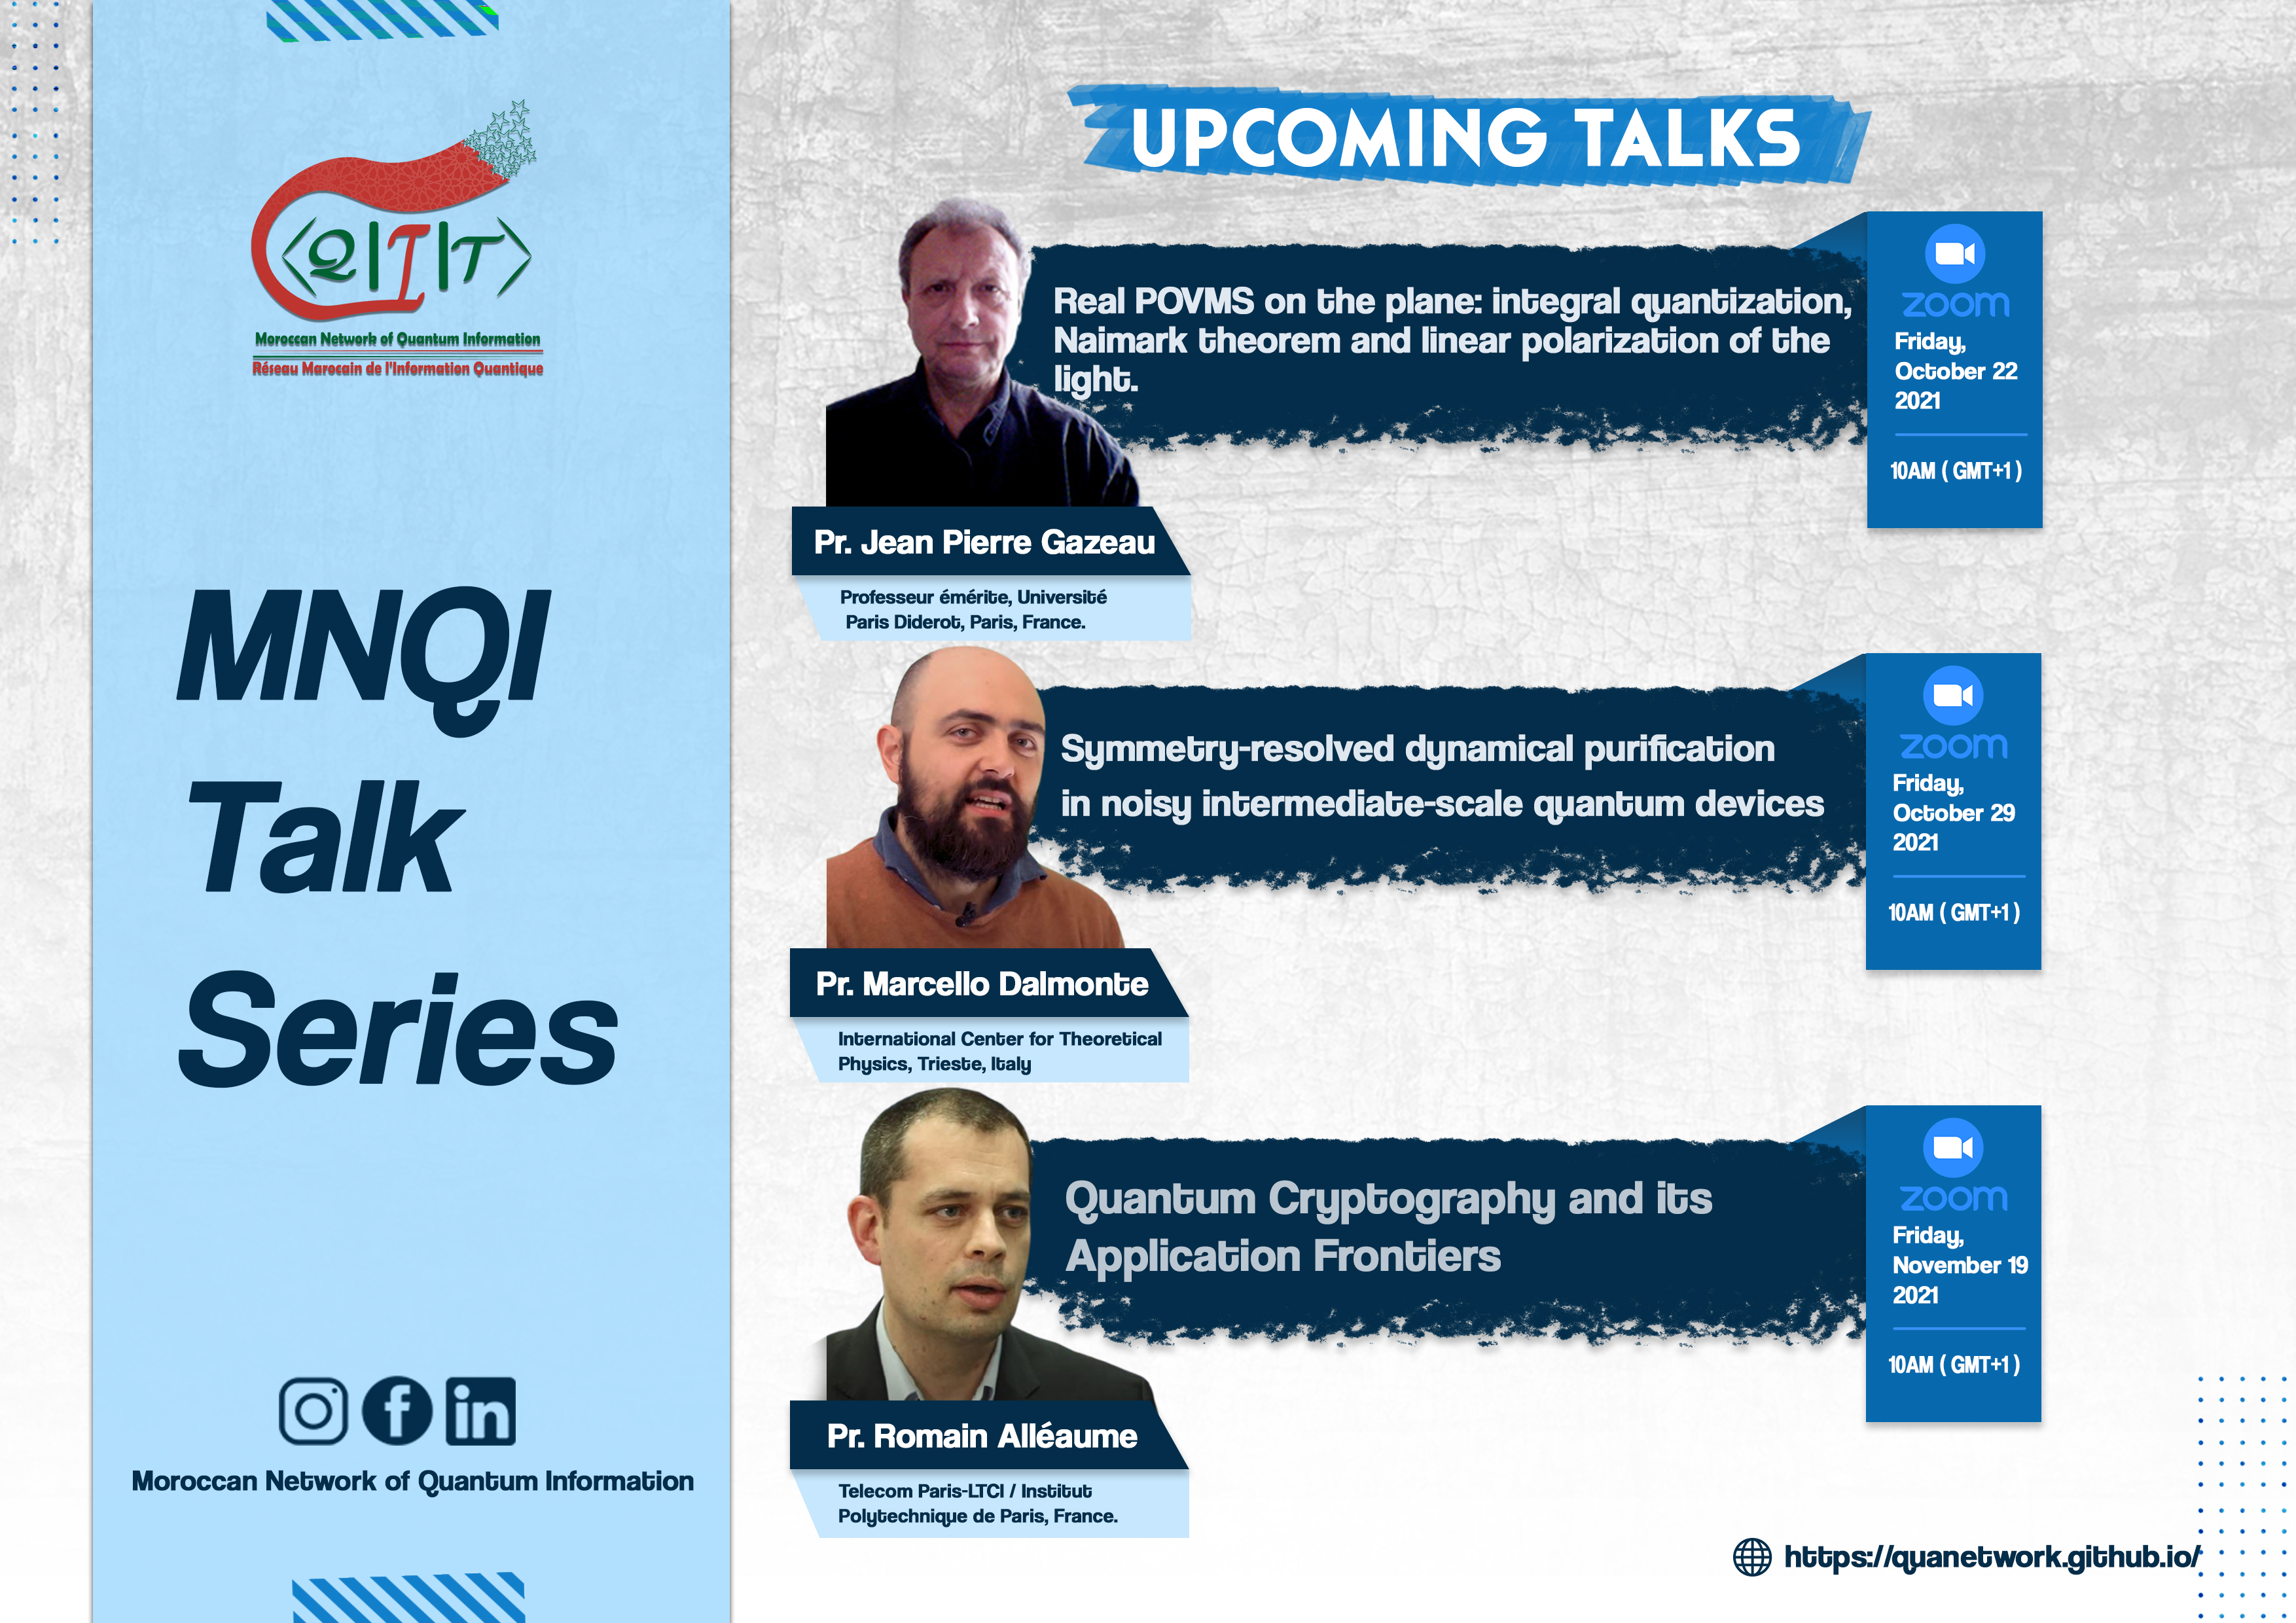 ⟨Q|I|T⟩
Moroccan Network of Quantum Information
Réseau Marocain de l'Information Quantique
MNQI
Talk
Series
Moroccan Network of Quantum Information
UPCOMING TALKS
Real POVMS on the plane: integral quantization,
Naimark theorem and linear polarization of the
light.
zoom
Friday,
October 22
2021
10AM ( GMT+1 )
Pr. Jean Pierre Gazeau
Professeur émérite, Université
Paris Diderot, Paris, France.
Symmetry-resolved dynamical purification
in noisy intermediate-scale quantum devices
zoom
Friday,
October 29
2021
10AM ( GMT+1 )
Pr. Marcello Dalmonte
International Center for Theoretical
Physics, Trieste, Italy
Quantum Cryptography and its
Application Frontiers
zoom
Friday,
November 19
2021
10AM ( GMT+1 )
Pr. Romain Alléaume
Telecom Paris-LTCI / Institut
Polytechnique de Paris, France.
https://quanetwork.github.io/